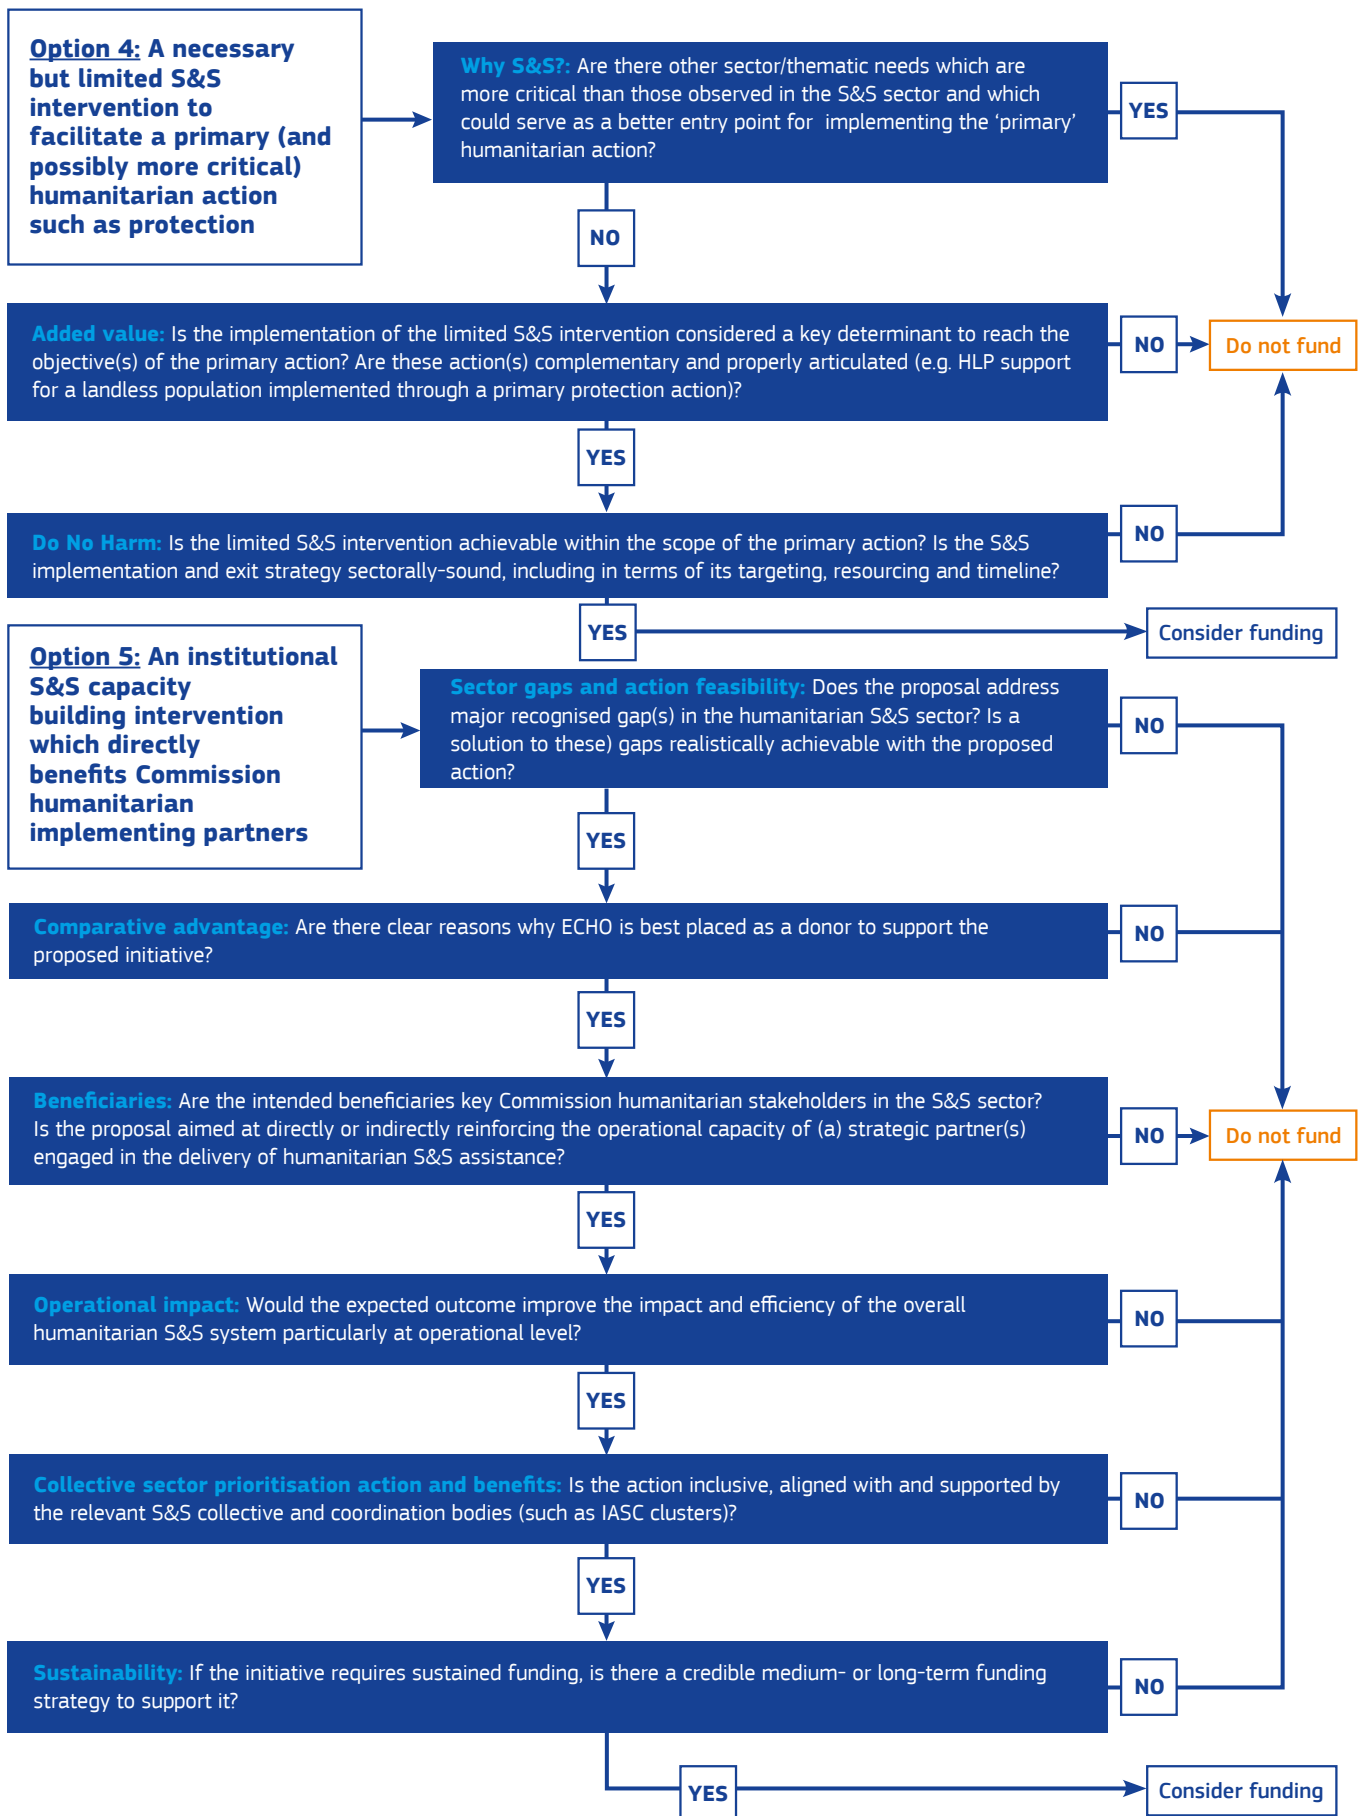 Option 4: A necessary
but limited S&S
intervention to
facilitate a primary (and
possibly more critical)
humanitarian action
such as protection
Why S&S?: Are there other sector/thematic needs which are
more critical than those observed in the S&S sector and which
could serve as a better entry point for implementing the ‘primary’
humanitarian action?
YES
NO
Added value: Is the implementation of the limited S&S intervention considered a key determinant to reach the
objective(s) of the primary action? Are these action(s) complementary and properly articulated (e.g. HLP support
for a landless population implemented through a primary protection action)?
NO
Do not fund
YES
Do No Harm: Is the limited S&S intervention achievable within the scope of the primary action? Is the S&S
implementation and exit strategy sectorally-sound, including in terms of its targeting, resourcing and timeline?
NO
YES
Consider funding
Option 5: An institutional
S&S capacity
building intervention
which directly
benefits Commission
humanitarian
implementing partners
Sector gaps and action feasibility: Does the proposal address
major recognised gap(s) in the humanitarian S&S sector? Is a
solution to these) gaps realistically achievable with the proposed
action?
NO
YES
Comparative advantage: Are there clear reasons why ECHO is best placed as a donor to support the
proposed initiative?
NO
YES
Beneficiaries: Are the intended beneficiaries key Commission humanitarian stakeholders in the S&S sector?
Is the proposal aimed at directly or indirectly reinforcing the operational capacity of (a) strategic partner(s)
engaged in the delivery of humanitarian S&S assistance?
NO
Do not fund
YES
Operational impact: Would the expected outcome improve the impact and efficiency of the overall
humanitarian S&S system particularly at operational level?
NO
YES
Collective sector prioritisation action and benefits: Is the action inclusive, aligned with and supported by
the relevant S&S collective and coordination bodies (such as IASC clusters)?
NO
YES
Sustainability: If the initiative requires sustained funding, is there a credible medium- or long-term funding
strategy to support it?
NO
YES
Consider funding